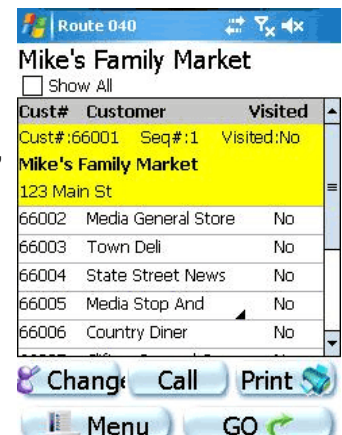 Route 040
Mike's Family Market
Show All
Cust# Customer Visited
Cust#:66001 Seq#:1 Visited:No
Mike's Family Market
123 Main St
66002 Media General Store No
66003 Town Deli No
66004 State Street News No
66005 Media Stop And No
66006 Country Diner No
Chang Call Print
Menu GO